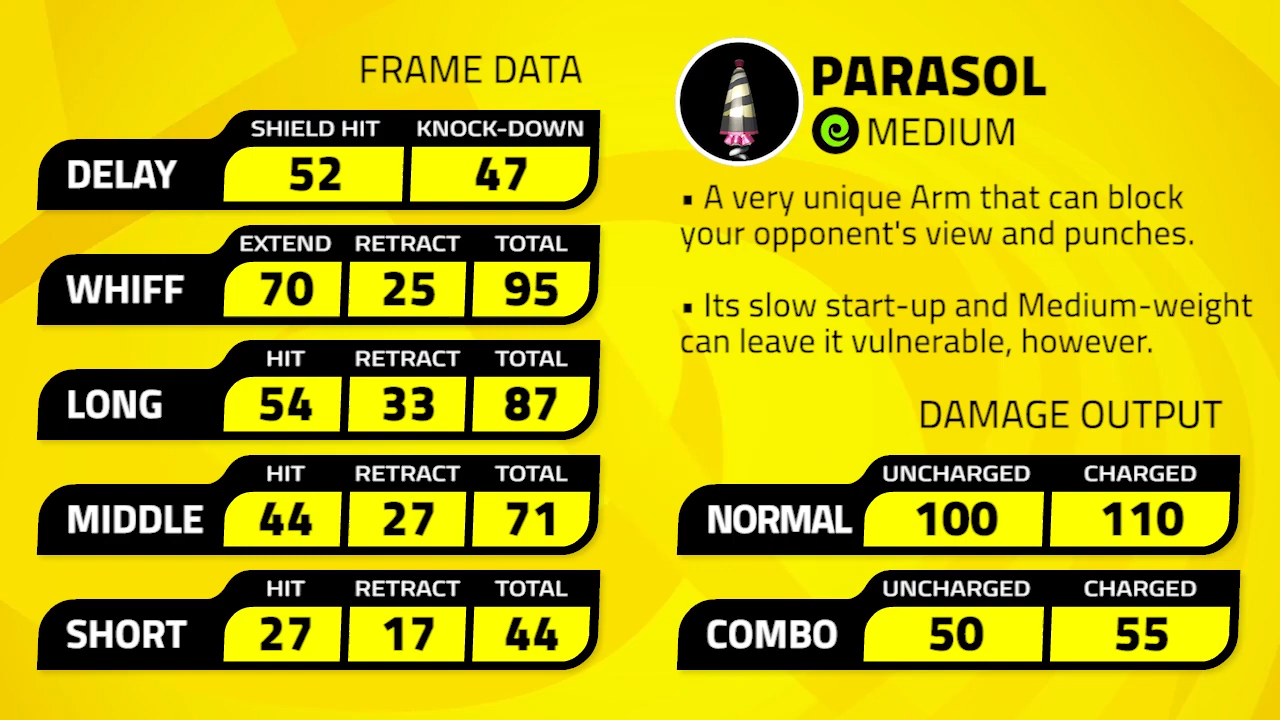 FRAME DATA
SHIELD HIT KNOCK-DOWN
DELAY 52 47
EXTEND RETRACT TOTAL
WHIFF 70 25 95
HIT RETRACT TOTAL
LONG 54 33 87
HIT RETRACT TOTAL
MIDDLE 44 27 71
HIT RETRACT TOTAL
SHORT 27 17 44
PARASOL
MEDIUM
▪ A very unique Arm that can block
your opponent's view and punches.
▪ Its slow start-up and Medium-weight
can leave it vulnerable, however.
DAMAGE OUTPUT
UNCHARGED CHARGED
NORMAL 100 110
UNCHARGED CHARGED
COMBO 50 55